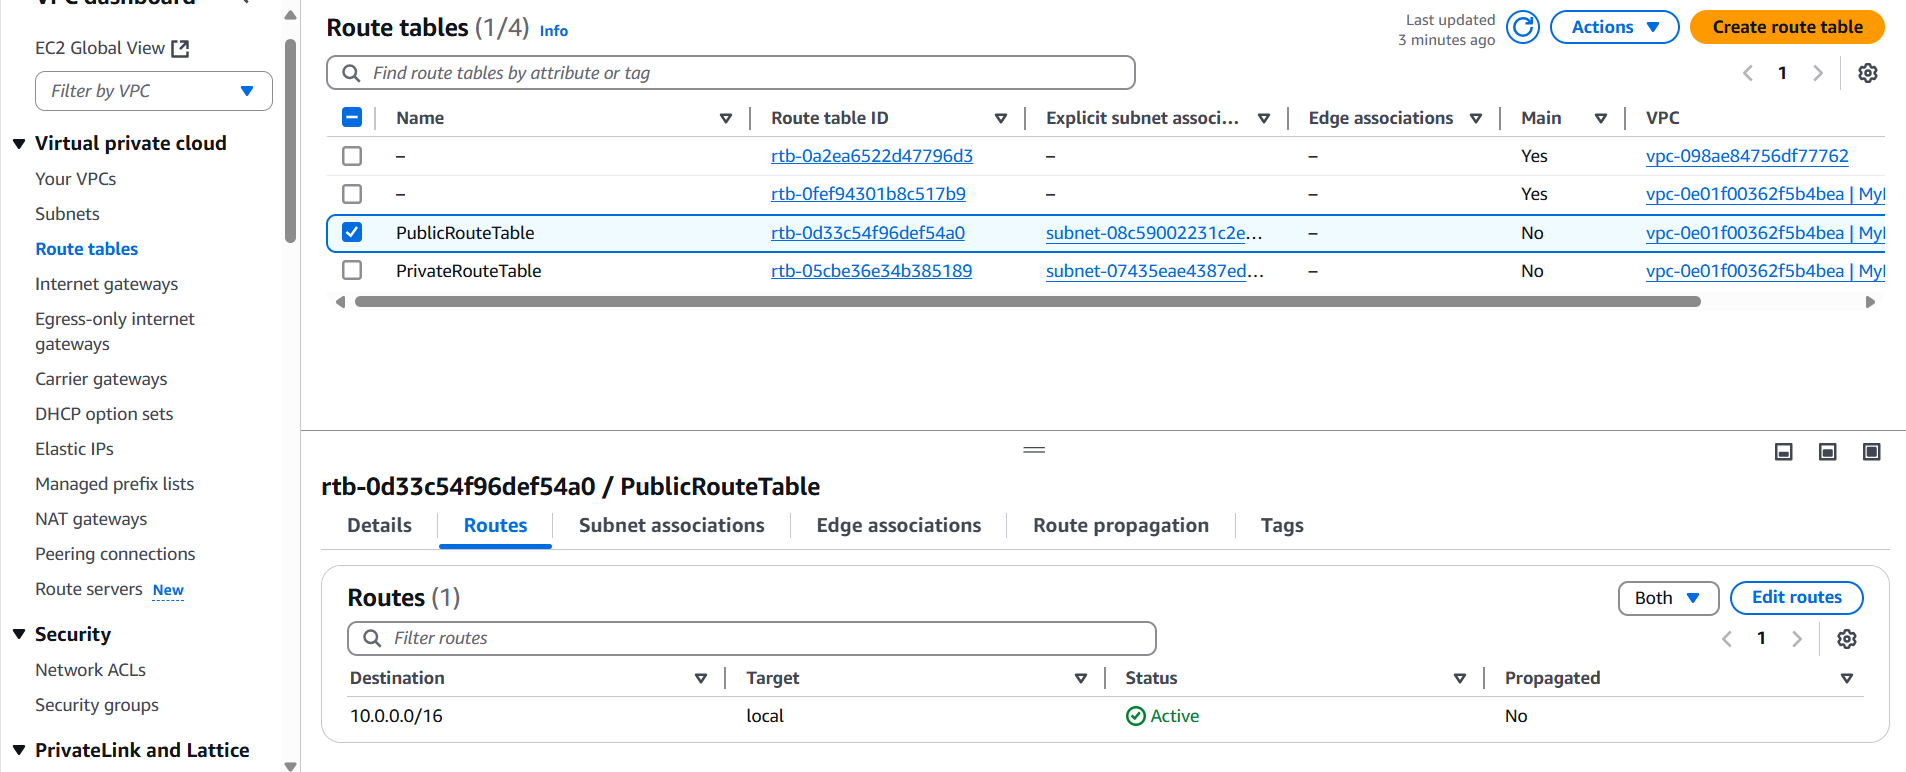 VPC dashboard
EC2 Global View
Filter by VPC
Virtual private cloud
Your VPCs
Subnets
Route tables
Internet gateways
Egress-only internet
gateways
Carrier gateways
DHCP option sets
Elastic IPs
Managed prefix lists
NAT gateways
Peering connections
Route servers New
Security
Network ACLs
Security groups
PrivateLink and Lattice
Route tables (1/4) Info
Last updated
3 minutes ago
Actions
Create route table
Find route tables by attribute or tag
1
Name Route table ID Explicit subnet associ... Edge associations Main VPC
– rtb-0a2ea6522d47796d3 – – Yes vpc-098ae84756df77762
– rtb-0fef94301b8c517b9 – – Yes vpc-0e01f00362f5b4bea | My
PublicRouteTable rtb-0d33c54f96def54a0 subnet-08c59002231c2e... – No vpc-0e01f00362f5b4bea | My
PrivateRouteTable rtb-05cbe36e34b385189 subnet-07435eae4387ed... – No vpc-0e01f00362f5b4bea | My
rtb-0d33c54f96def54a0 / PublicRouteTable
Details Routes Subnet associations Edge associations Route propagation Tags
Routes (1)
Both
Edit routes
Filter routes
1
Destination Target Status Propagated
10.0.0.0/16 local Active No